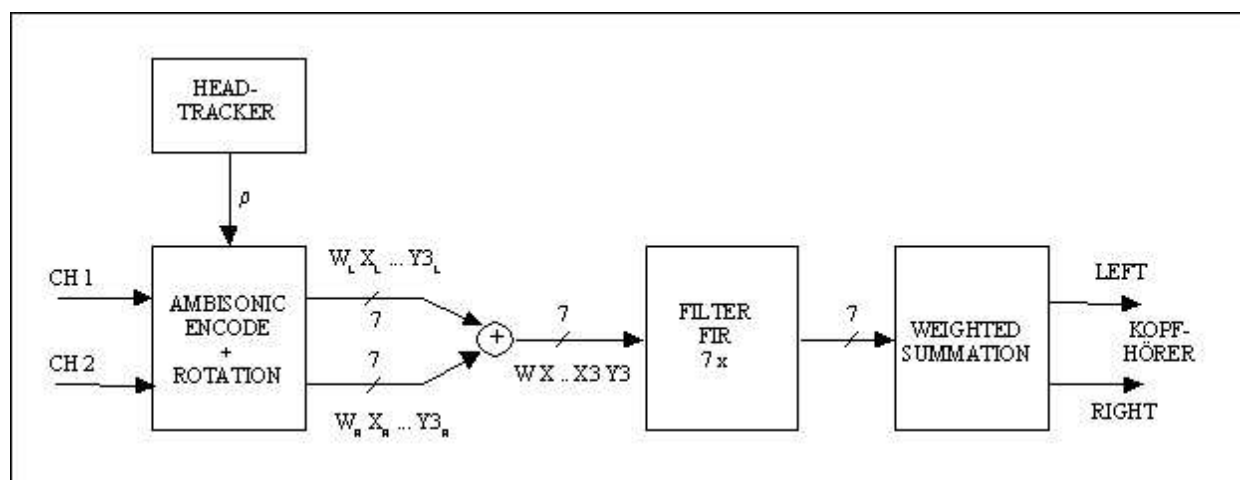 HEAD-
TRACKER
ρ
CH 1
CH 2
AMBISONIC
ENCODE
+
ROTATION
W_L X_L ... Y3_L
7
7
W_R X_R ... Y3_R
+
7
W X .. X3 Y3
FILTER
FIR
7 x
7
WEIGHTED
SUMMATION
LEFT
KOPF-
HÖRER
RIGHT